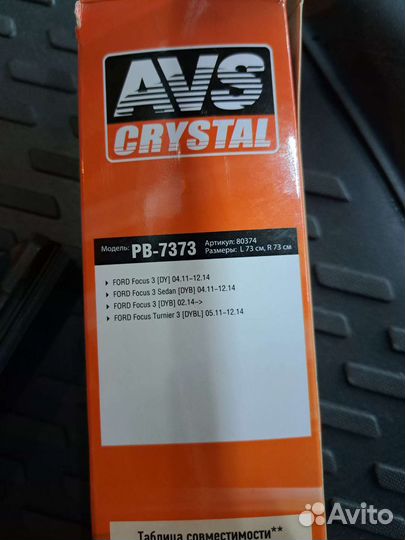 AVS
CRYSTAL
Модель: PB-7373 Артикул: 80374
Размеры: L 73 см, R 73 см
FORD Focus 3 [DY] 04.11-12.14
FORD Focus 3 Sedan [DYB] 04.11-12.14
FORD Focus 3 [DYB] 02.14->
FORD Focus Turnier 3 [DYBL] 05.11-12.14
Таблица совместимости**
Avito